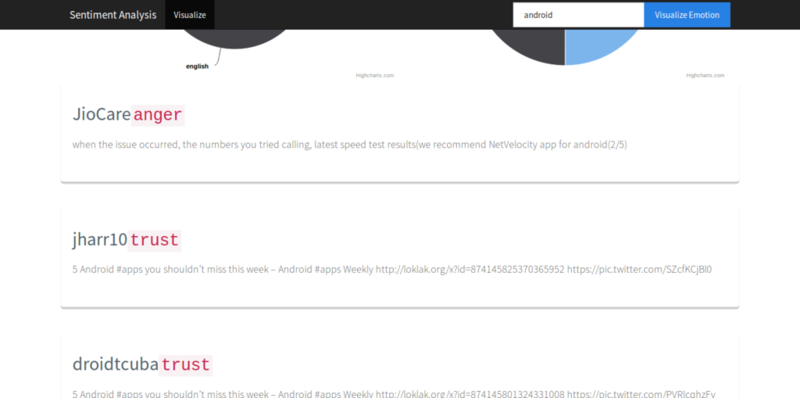 Sentiment Analysis Visualize android Visualize Emotion
english
Highcharts.com Highcharts.com
JioCare anger
when the issue occurred, the numbers you tried calling, latest speed test results(we recommend NetVelocity app for android(2/5)
jharr10 trust
5 Android #apps you shouldn't miss this week – Android #apps Weekly http://loklak.org/x?id=874145825370365952 https://pic.twitter.com/SZcfKCjBl0
droidtcuba trust
5 Android #apps you shouldn't miss this week – Android #apps Weekly http://loklak.org/x?id=874145801324331008 https://pic.twitter.com/PVRlcqhzFy